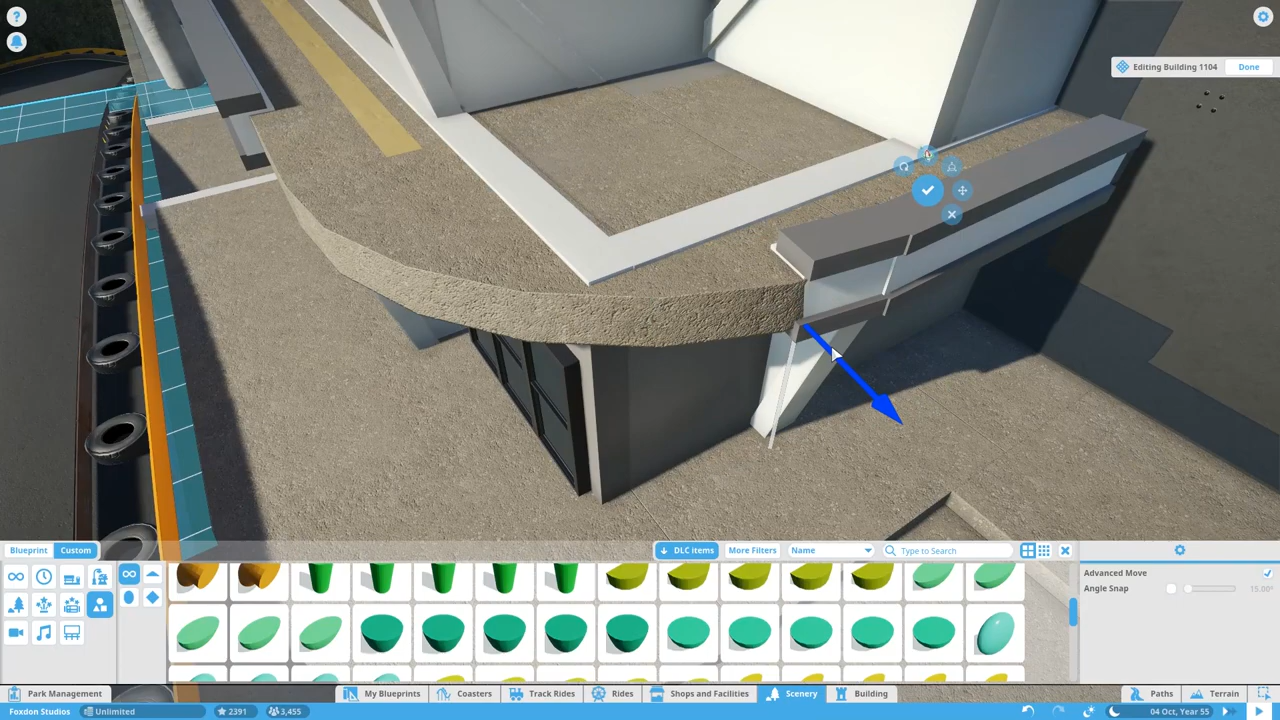 ?
Editing Building 1104 Done
Blueprint Custom DLC items More Filters Name Type to Search
Advanced Move
Angle Snap 15.00°
Park Management My Blueprints Coasters Track Rides Rides Shops and Facilities Scenery Building Paths Terrain
Foxdon Studios Unlimited 2391 3,455 04 Oct, Year 55